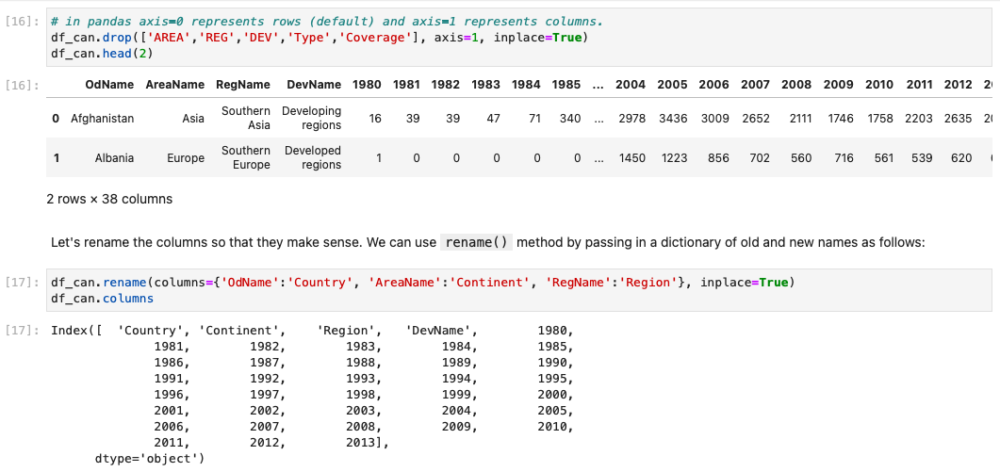 [16]: # in pandas axis=0 represents rows (default) and axis=1 represents columns.
df_can.drop(['AREA','REG','DEV','Type','Coverage'], axis=1, inplace=True)
df_can.head(2)
[16]: OdName AreaName RegName DevName 1980 1981 1982 1983 1984 1985 ... 2004 2005 2006 2007 2008 2009 2010 2011 2012
0 Afghanistan Asia Southern Asia Developing regions 16 39 39 47 71 340 ... 2978 3436 3009 2652 2111 1746 1758 2203 2635
1 Albania Europe Southern Europe Developed regions 1 0 0 0 0 0 ... 1450 1223 856 702 560 716 561 539 620
2 rows × 38 columns
Let's rename the columns so that they make sense. We can use rename() method by passing in a dictionary of old and new names as follows:
[17]: df_can.rename(columns={'OdName':'Country', 'AreaName':'Continent', 'RegName':'Region'}, inplace=True)
df_can.columns
[17]: Index([ 'Country', 'Continent', 'Region', 'DevName', 1980,
1981, 1982, 1983, 1984, 1985,
1986, 1987, 1988, 1989, 1990,
1991, 1992, 1993, 1994, 1995,
1996, 1997, 1998, 1999, 2000,
2001, 2002, 2003, 2004, 2005,
2006, 2007, 2008, 2009, 2010,
2011, 2012, 2013],
dtype='object')